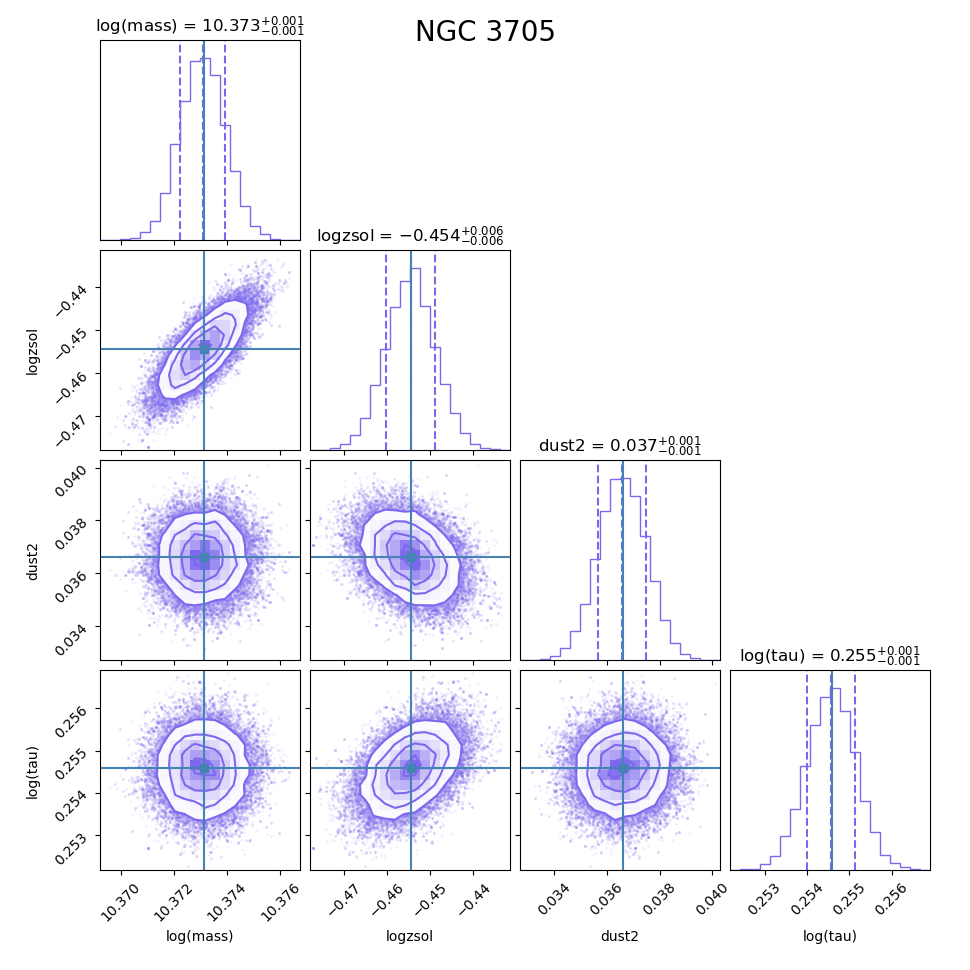 NGC 3705
log(mass) = 10.373+0.001−0.001
logzsol = −0.454+0.006−0.006
logzsol
−0.44
−0.45
−0.46
−0.47
dust2 = 0.037+0.001−0.001
dust2
0.040
0.038
0.036
0.034
log(tau) = 0.255+0.001−0.001
log(tau)
0.256
0.255
0.254
0.253
10.370 10.372 10.374 10.376 −0.47 −0.46 −0.45 −0.44 0.034 0.036 0.038 0.040 0.253 0.254 0.255 0.256
log(mass) logzsol dust2 log(tau)